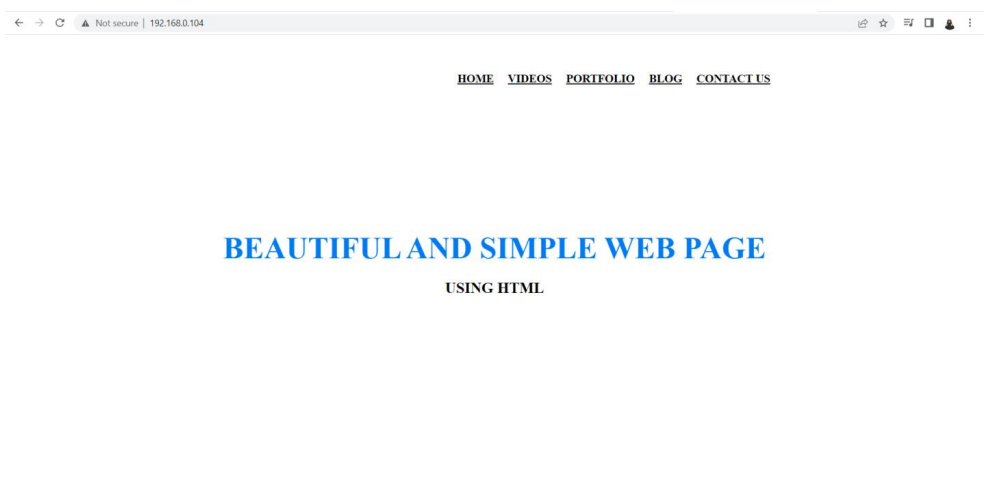 Not secure | 192.168.0.104
HOME VIDEOS PORTFOLIO BLOG CONTACT US
BEAUTIFUL AND SIMPLE WEB PAGE
USING HTML